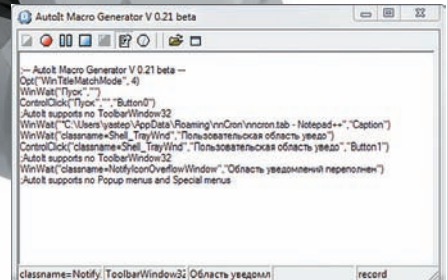 AutoIt Macro Generator V 0.21 beta
;-- AutoIt Macro Generator V 0.21 beta --
Opt("WinTitleMatchMode", 4)
WinWait("Пуск","")
ControlClick("Пуск","","Button0")
;AutoIt supports no ToolbarWindow32
WinWait("C:\Users\yastep\AppData\Roaming\nnCron\nncron.tab - Notepad++","Caption")
WinWait("classname=Shell_TrayWnd","Пользовательская область уведо")
ControlClick("classname=Shell_TrayWnd","Пользовательская область уведо","Button1")
;AutoIt supports no ToolbarWindow32
WinWait("classname=NotifyIconOverflowWindow","Область уведомлений переполнен")
;AutoIt supports no Popup menus and Special menus
classname=Notify. ToolbarWindow32 Область уведомл record